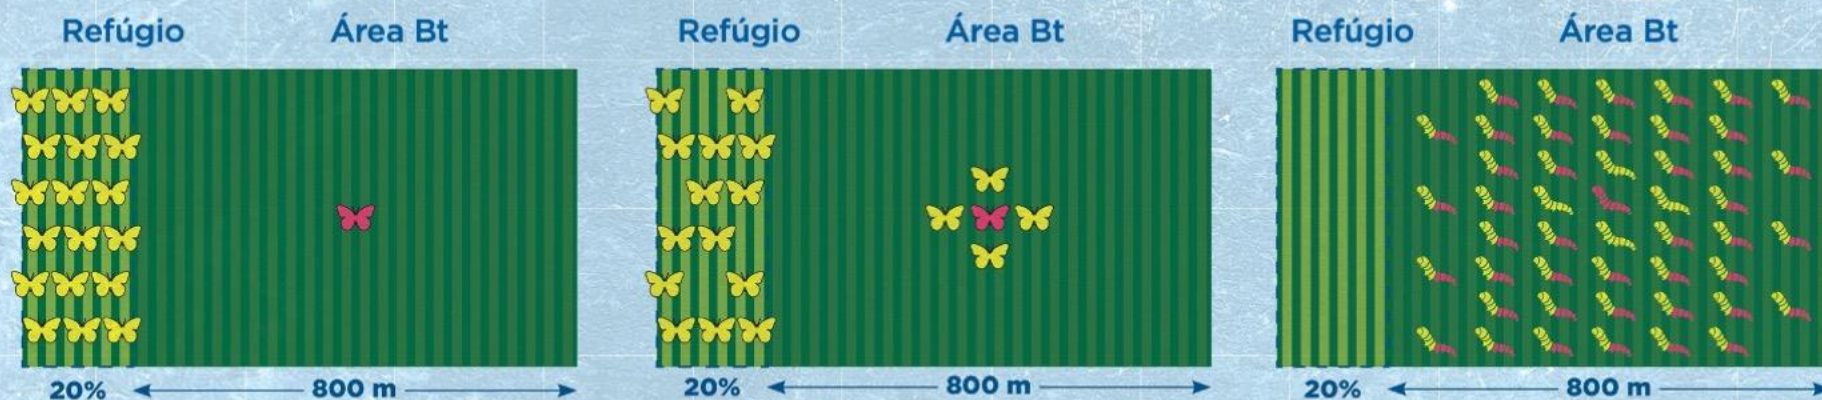 Refúgio Área Bt Refúgio Área Bt Refúgio Área Bt
20% 800 m 20% 800 m 20% 800 m